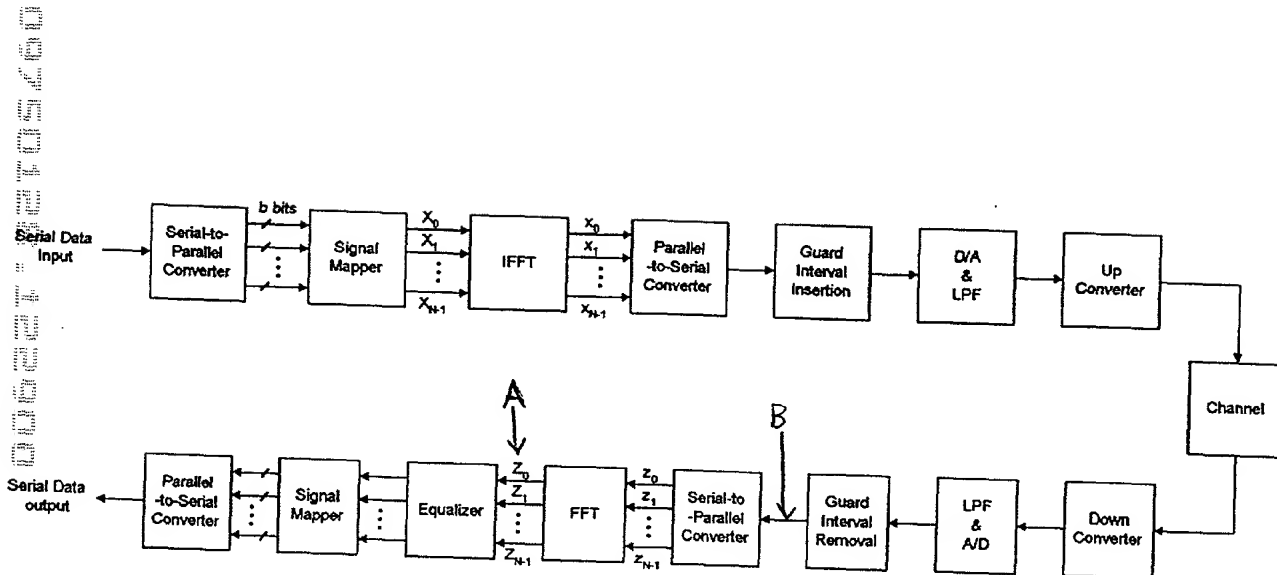 Serial Data
Input
Serial-to-
Parallel
Converter
b bits
Signal
Mapper
X0
X1
XN-1
IFFT
x0
x1
xN-1
Parallel
-to-Serial
Converter
Guard
Interval
Insertion
D/A
&
LPF
Up
Converter
Channel
Down
Converter
LPF
&
A/D
Guard
Interval
Removal
B
Serial-to
-Parallel
Converter
z0
z1
zN-1
FFT
A
Z0
Z1
ZN-1
Equalizer
Signal
Mapper
Parallel
-to-Serial
Converter
Serial Data
output